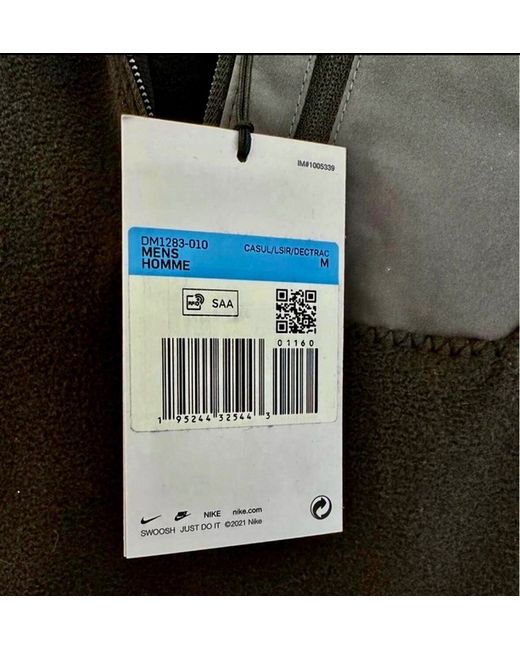 IM#1005339
DM1283-010
MENS
HOMME
CASUL/LSIR/DECTRAC
M
RFID SAA
01160
1 95244 32544 3
NIKE nike.com
SWOOSH JUST DO IT ©2021 Nike